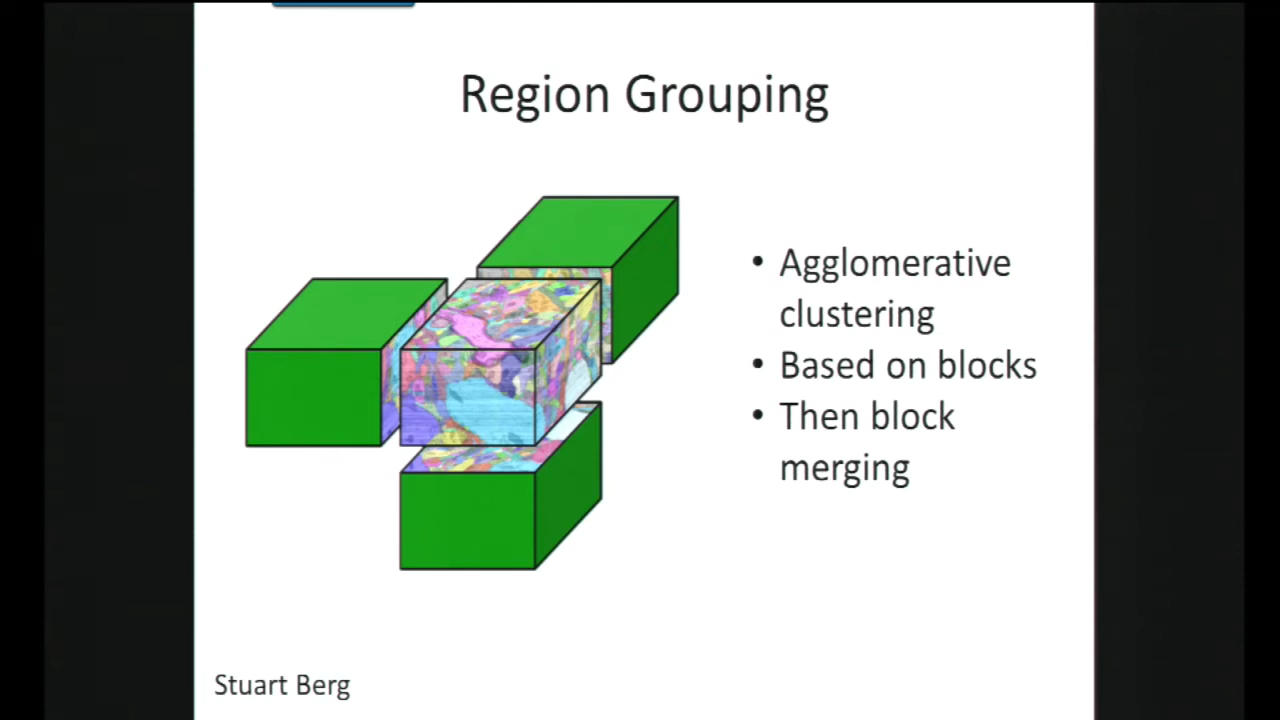 Region Grouping
• Agglomerative
clustering
• Based on blocks
• Then block
merging
Stuart Berg